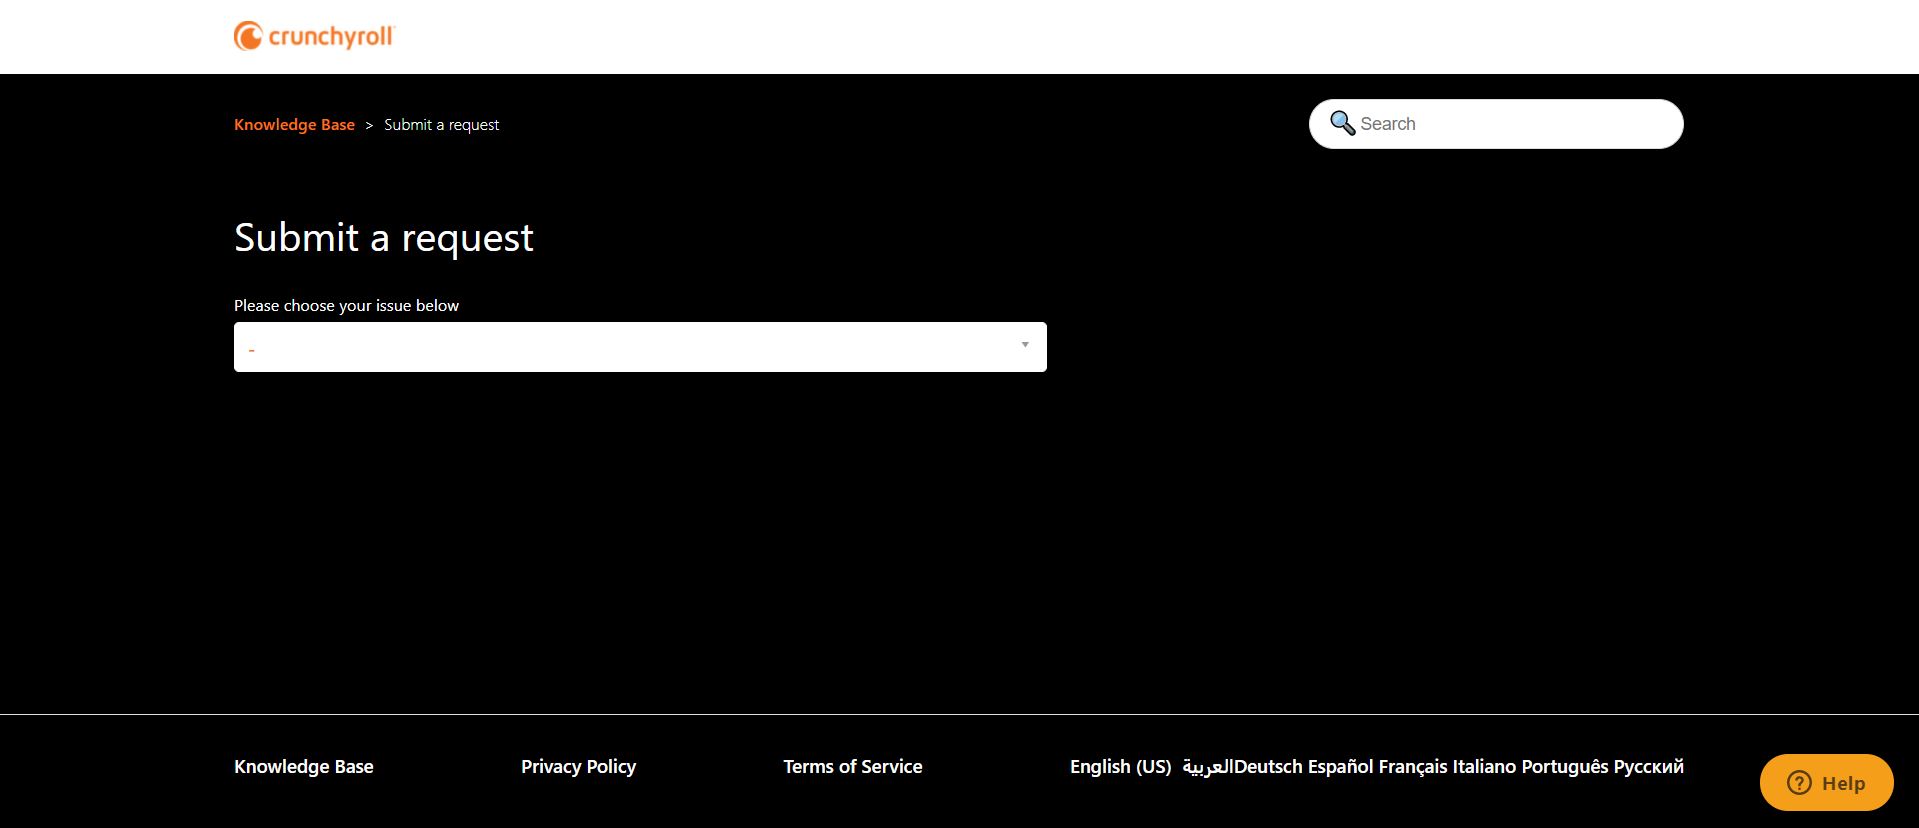 crunchyroll
Knowledge Base > Submit a request
Search
Submit a request
Please choose your issue below
-
Knowledge Base
Privacy Policy
Terms of Service
English (US) العربية Deutsch Español Français Italiano Português Русский
Help